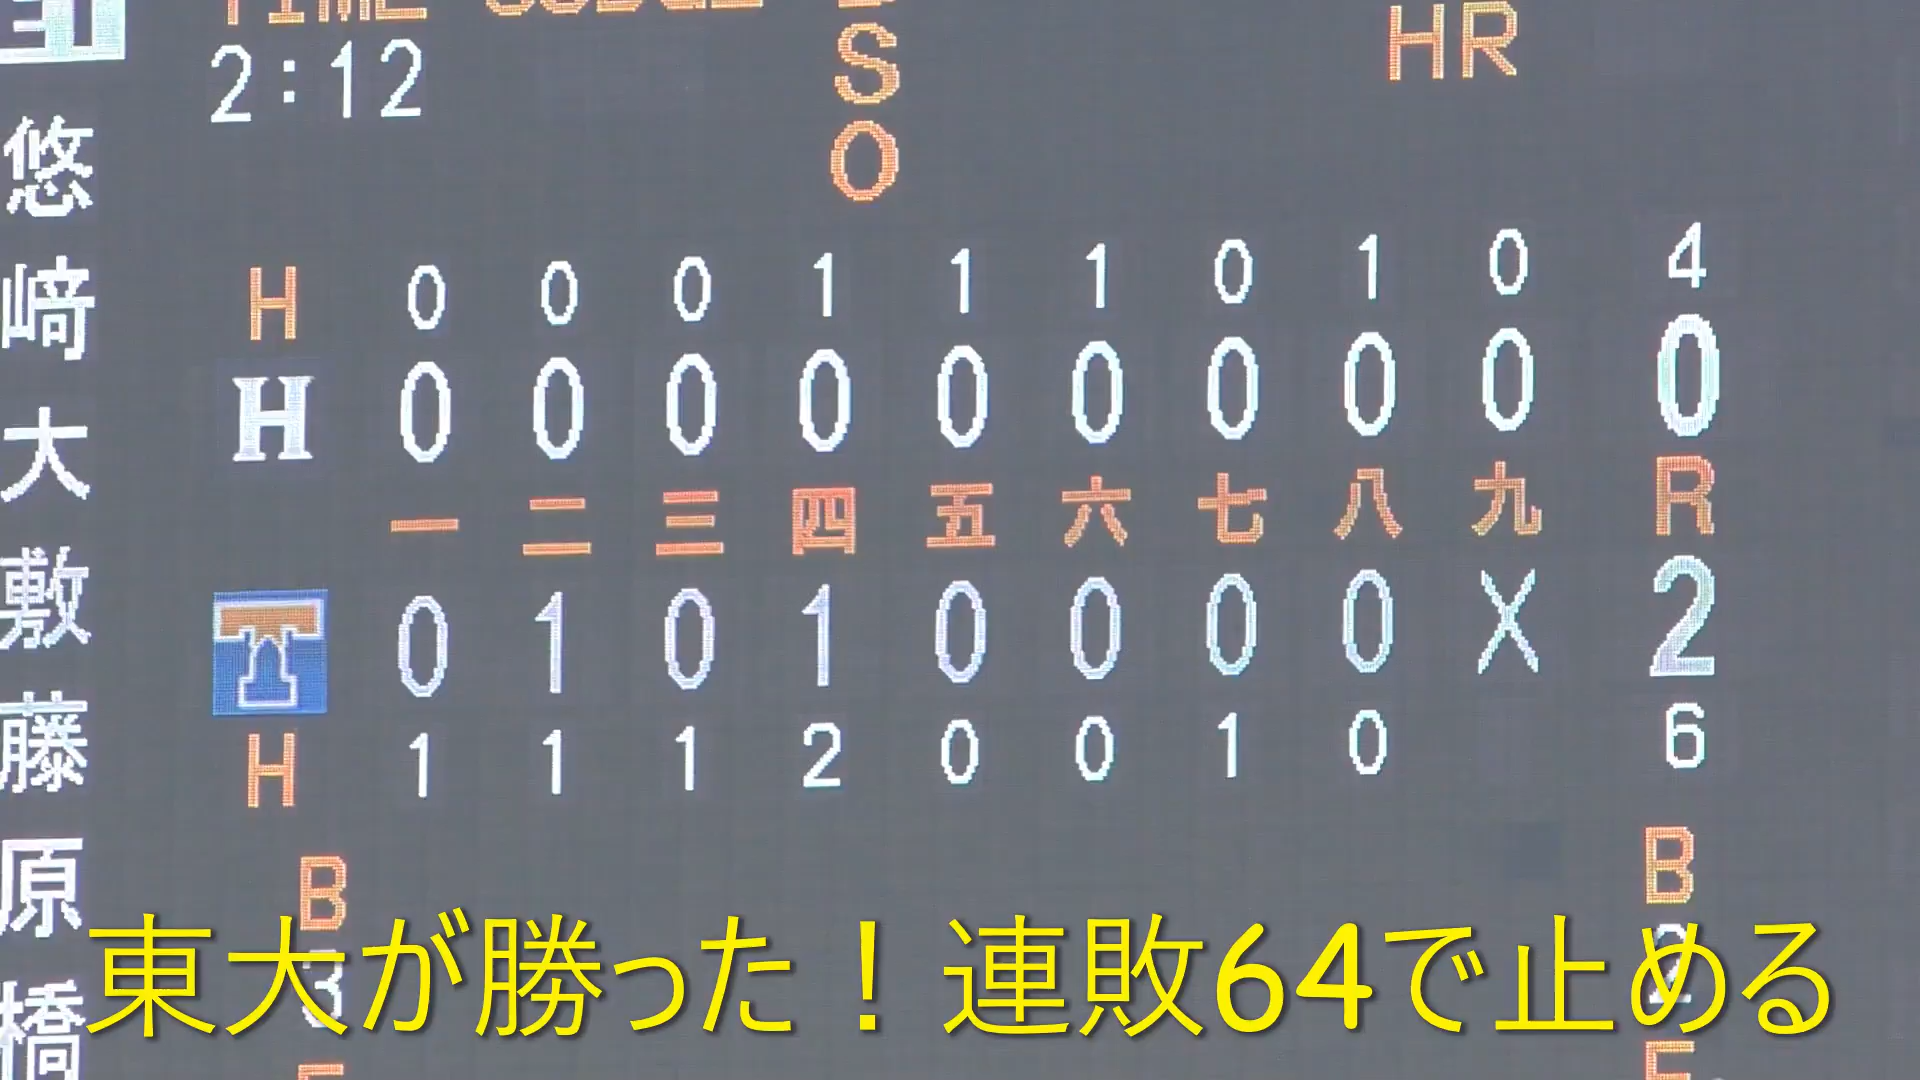 2:12
S
O
HR
悠
﨑
大
敷
藤
原
橋
H 0 0 0 1 1 1 0 1 0 4
H 0 0 0 0 0 0 0 0 0 0
一 二 三 四 五 六 七 八 九 R
T 0 1 0 1 0 0 0 0 X 2
H 1 1 1 2 0 0 1 0 6
B B
東大が勝った！連敗64で止める